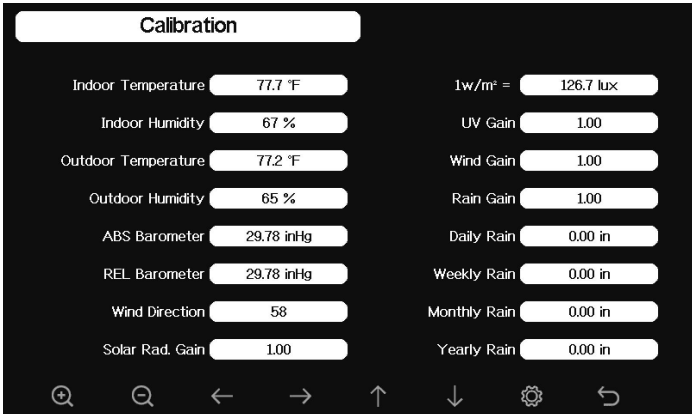 Calibration
Indoor Temperature 77.7 °F
Indoor Humidity 67 %
Outdoor Temperature 77.2 °F
Outdoor Humidity 65 %
ABS Barometer 29.78 inHg
REL Barometer 29.78 inHg
Wind Direction 58
Solar Rad. Gain 1.00
1w/m² = 126.7 lux
UV Gain 1.00
Wind Gain 1.00
Rain Gain 1.00
Daily Rain 0.00 in
Weekly Rain 0.00 in
Monthly Rain 0.00 in
Yearly Rain 0.00 in